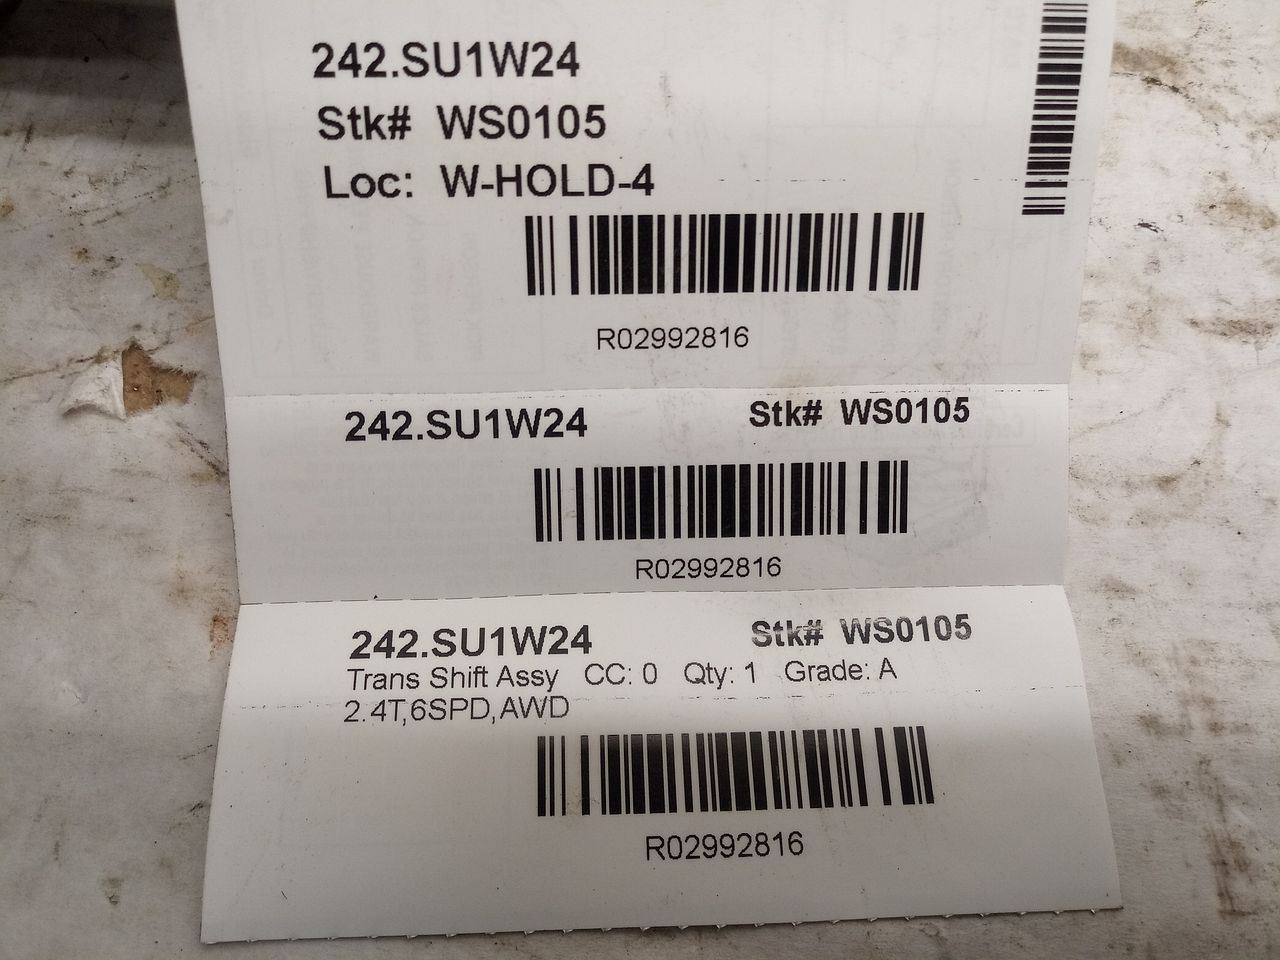 242.SU1W24
Stk# WS0105
Loc: W-HOLD-4
R02992816
242.SU1W24 Stk# WS0105
R02992816
242.SU1W24 Stk# WS0105
Trans Shift Assy CC: 0 Qty: 1 Grade: A
2.4T,6SPD,AWD
R02992816